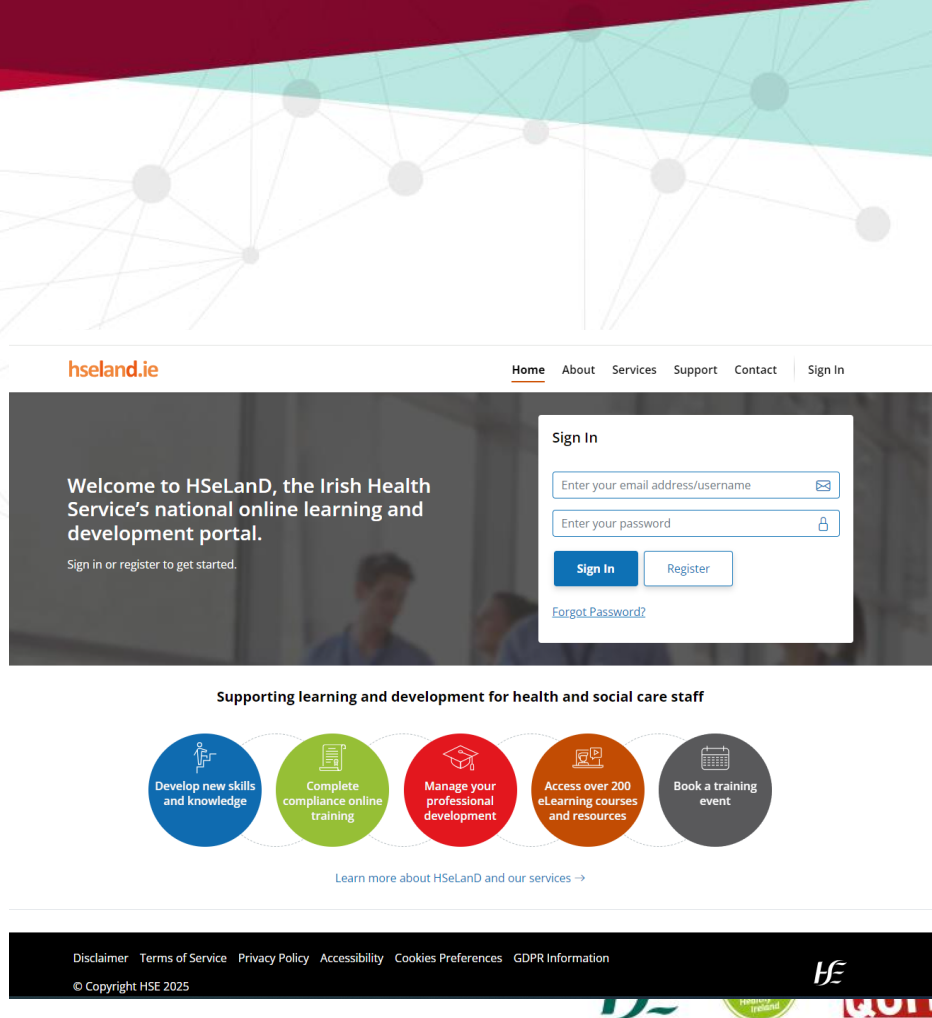 hseland.ie
Home About Services Support Contact Sign In
Sign In
Enter your email address/username
Enter your password
Sign In Register
Forgot Password?
Welcome to HSeLanD, the Irish Health
Service's national online learning and
development portal.
Sign in or register to get started.
Supporting learning and development for health and social care staff
Develop new skills
and knowledge
Complete
compliance online
training
Manage your
professional
development
Access over 200
eLearning courses
and resources
Book a training
event
Learn more about HSeLanD and our services →
Disclaimer Terms of Service Privacy Policy Accessibility Cookies Preferences GDPR Information
© Copyright HSE 2025
Ireland